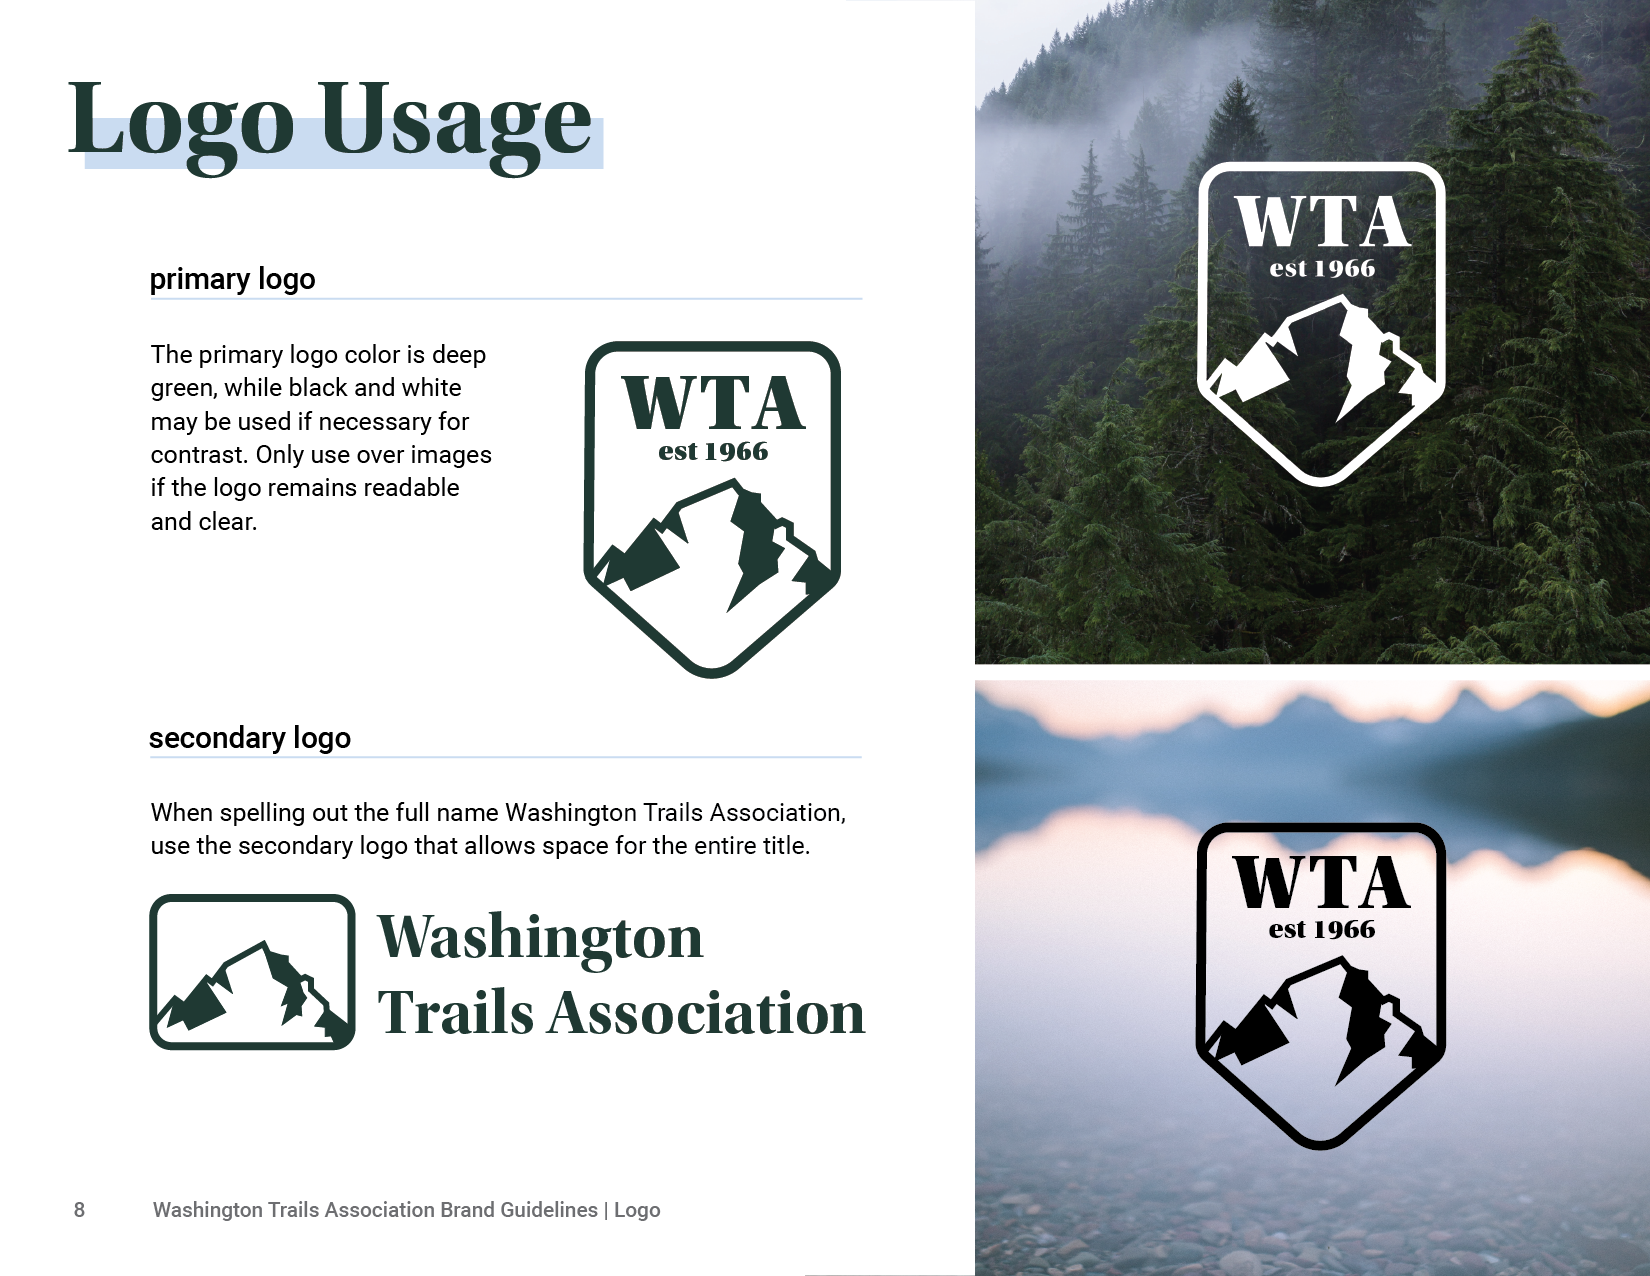 Logo Usage
primary logo
The primary logo color is deep
green, while black and white
may be used if necessary for
contrast. Only use over images
if the logo remains readable
and clear.
WTA
est 1966
secondary logo
When spelling out the full name Washington Trails Association,
use the secondary logo that allows space for the entire title.
Washington
Trails Association
8 Washington Trails Association Brand Guidelines | Logo
WTA
est 1966
WTA
est 1966